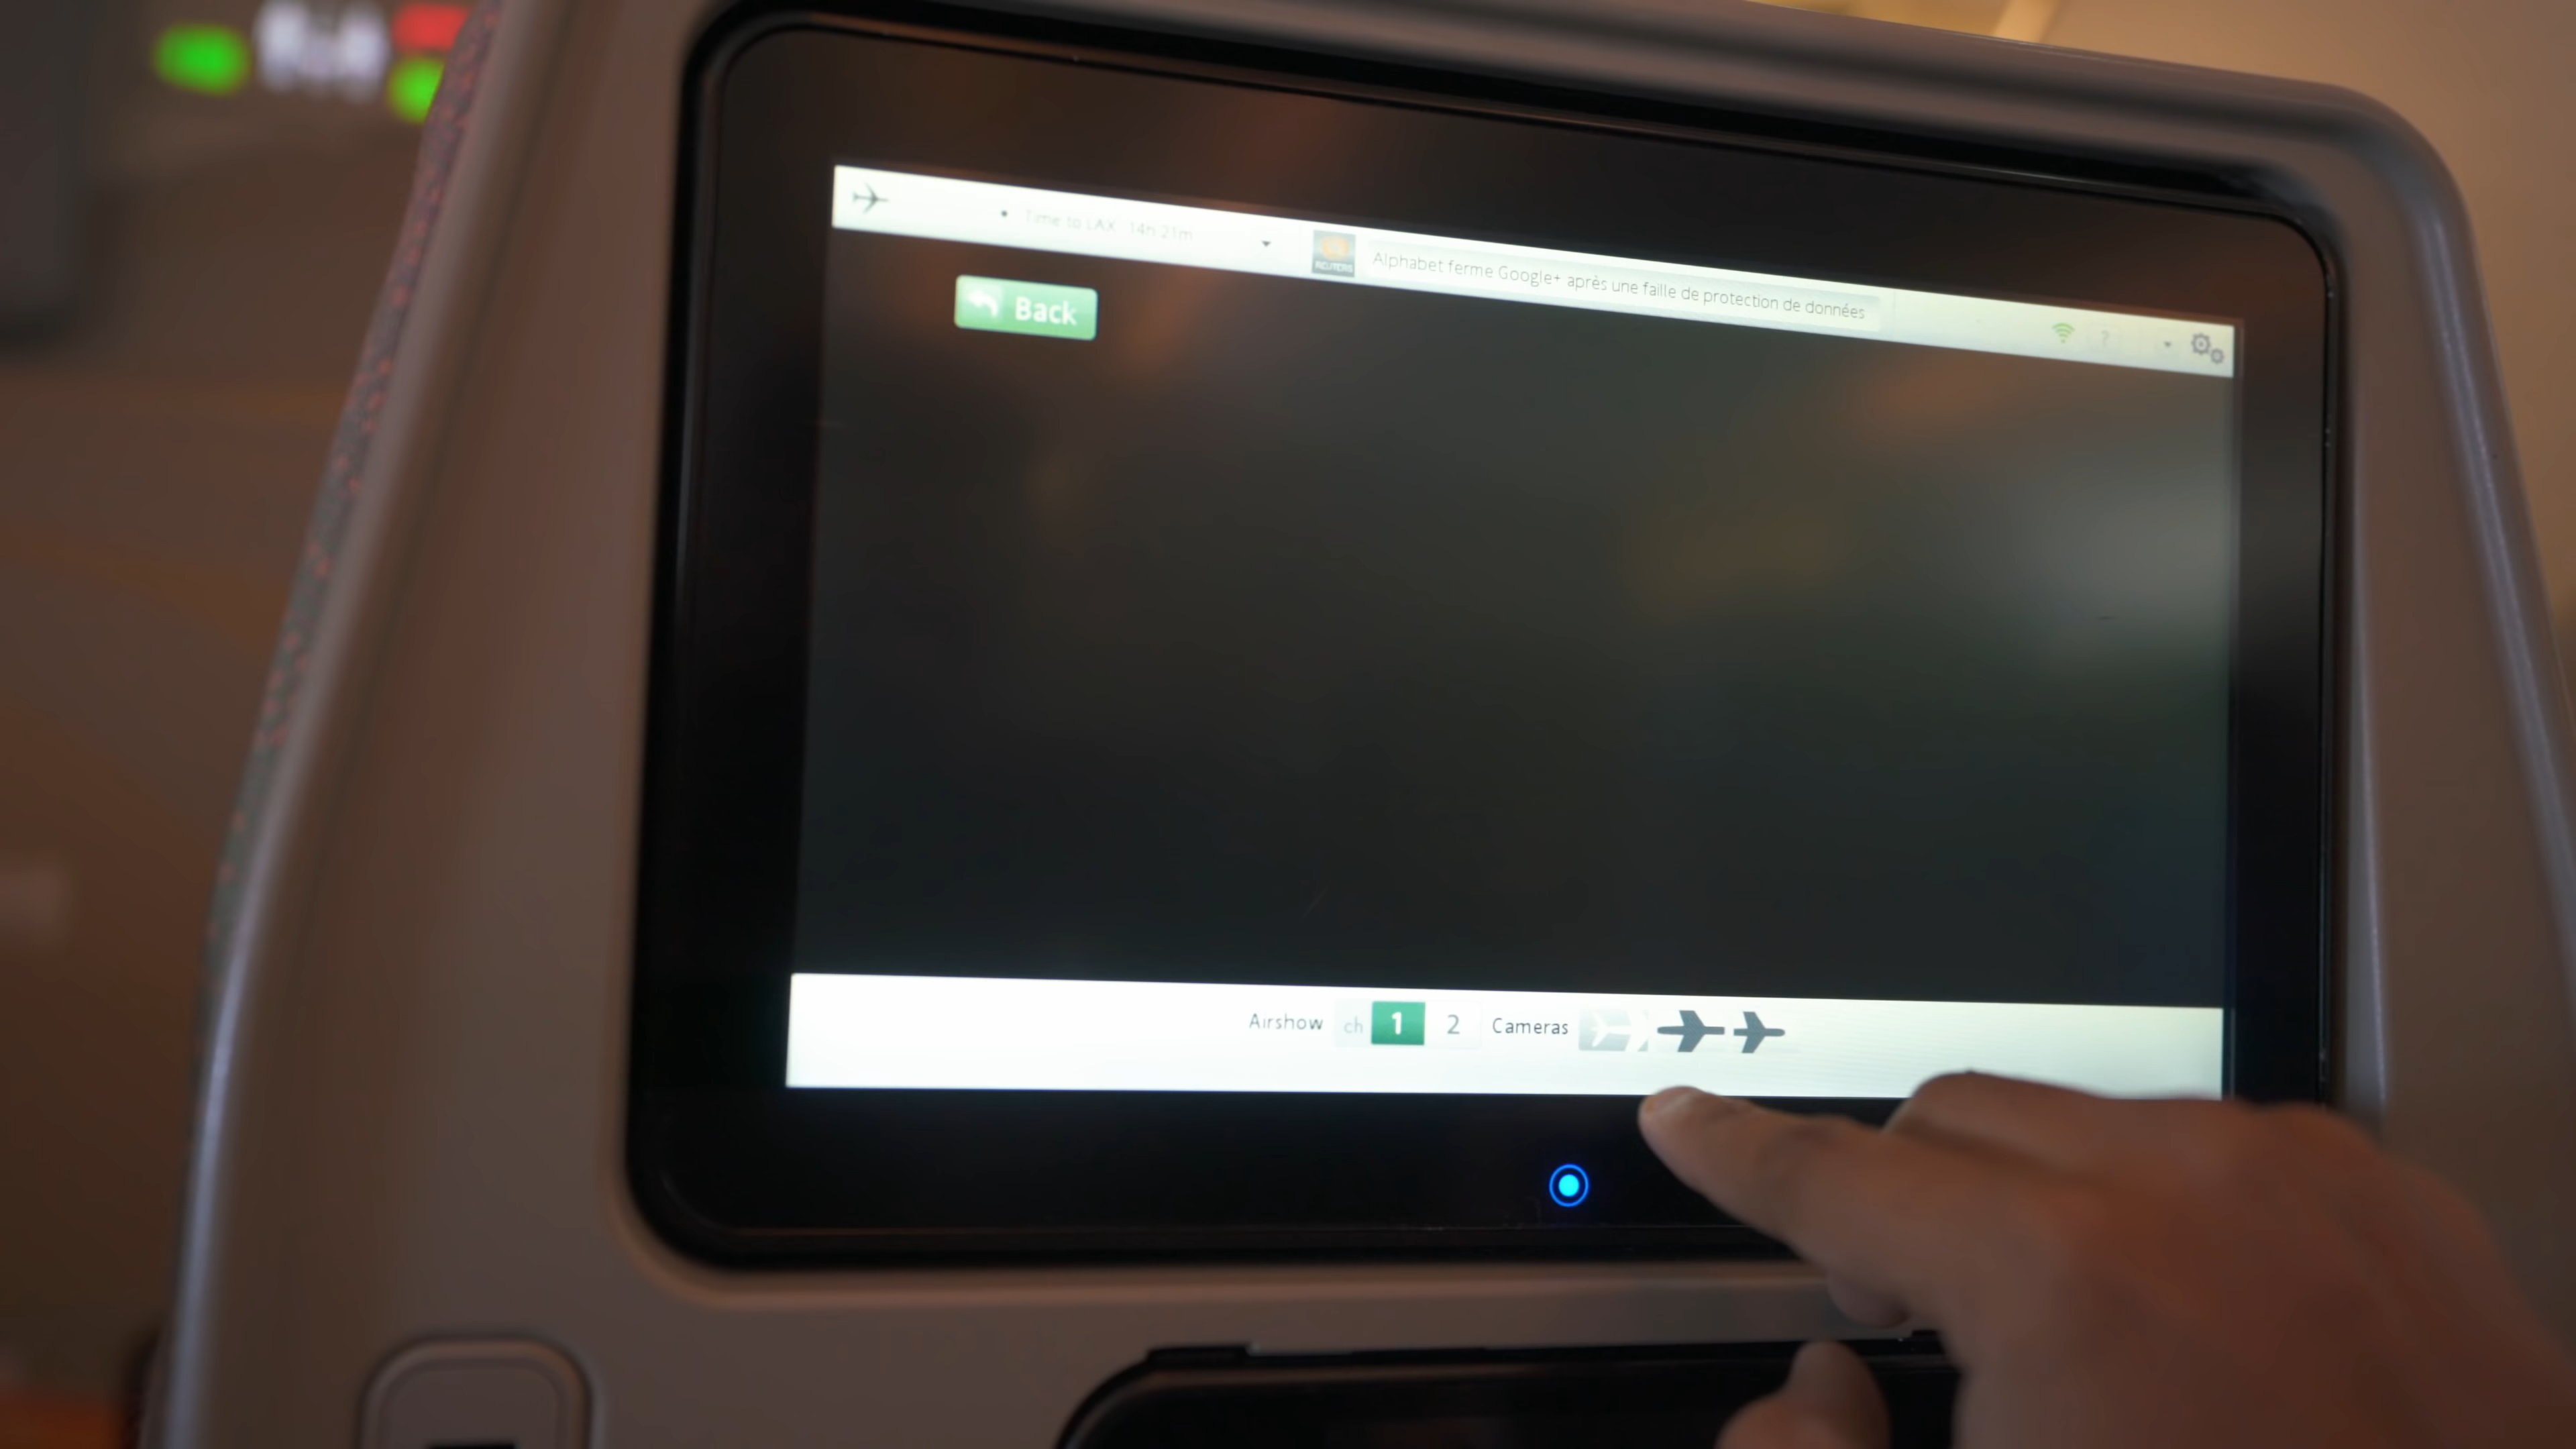 Time to LAX 14h 21m
REUTERS
Alphabet ferme Google+ après une faille de protection de données
?
Back
Airshow ch 1 2 Cameras